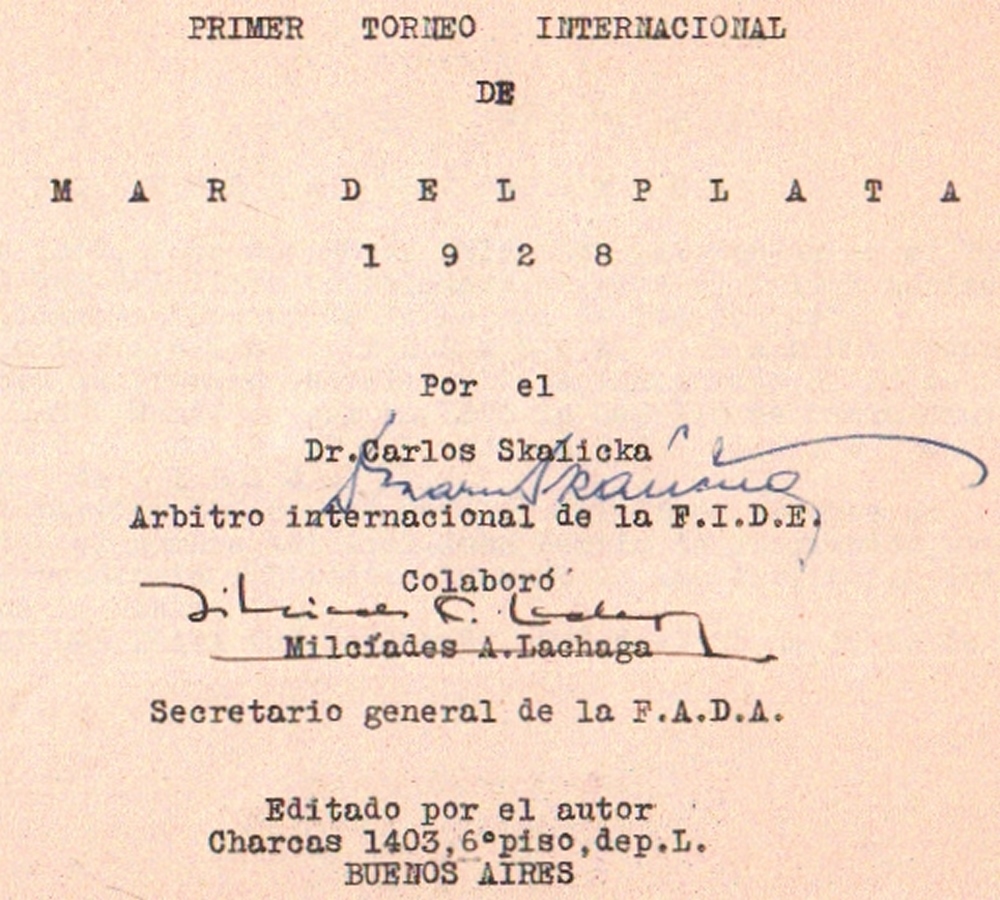 PRIMER TORNEO INTERNACIONAL
DE
MAR DEL PLATA
1928
Por el
Dr.Carlos Skalicka
Arbitro internacional de la F.I.D.E.
Colaboró
Milcíades A.Lachaga
Secretario general de la F.A.D.A.
Editado por el autor
Charcas 1403,6°piso,dep.L.
BUENOS AIRES